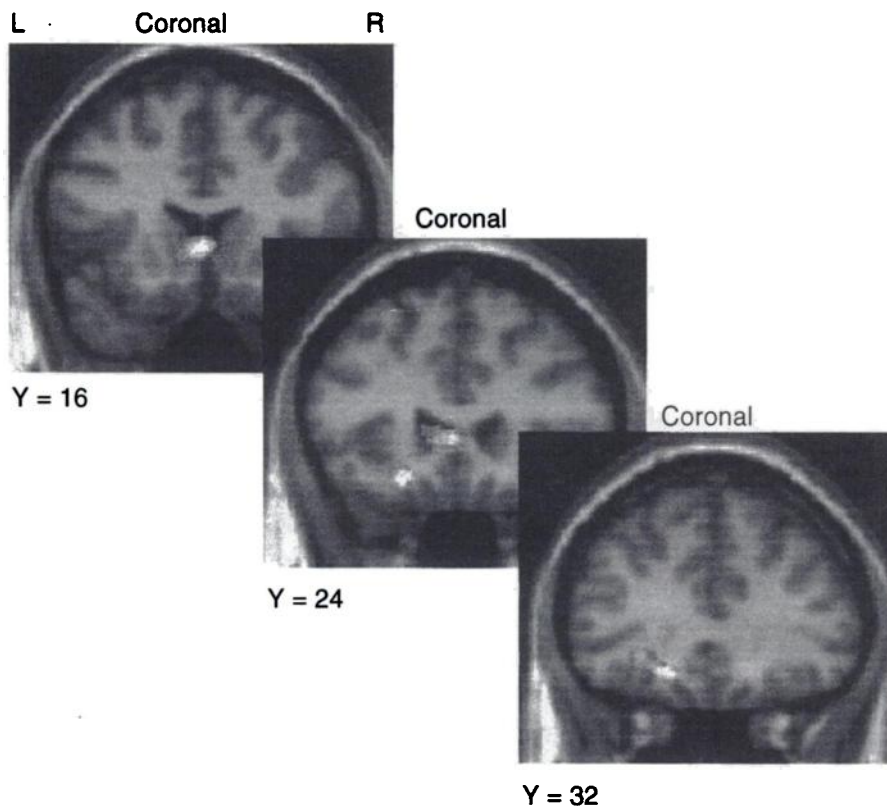 L Coronal R
Coronal
Y = 16
Coronal
Y = 24
Y = 32